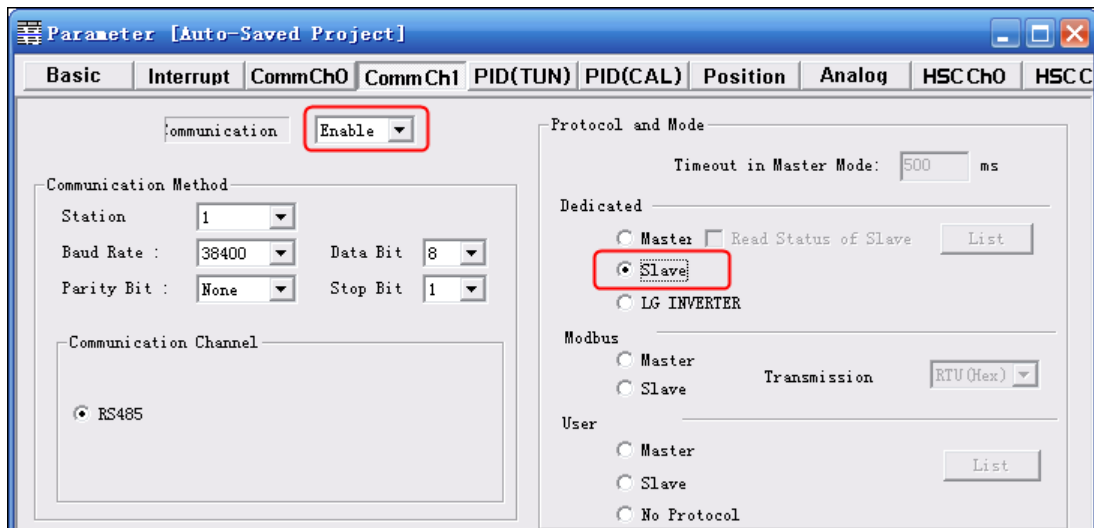 Parameter [Auto-Saved Project]
Basic Interrupt CommCh0 CommCh1 PID(TUN) PID(CAL) Position Analog HSCCh0 HSCC
Communication Enable
Communication Method
Station 1
Baud Rate : 38400 Data Bit 8
Parity Bit : None Stop Bit 1
Communication Channel
RS485
Protocol and Mode
Timeout in Master Mode: 500 ms
Dedicated
Master Read Status of Slave List
Slave
LG INVERTER
Modbus
Master
Transmission RTU(Hex)
Slave
User
Master
List
Slave
No Protocol